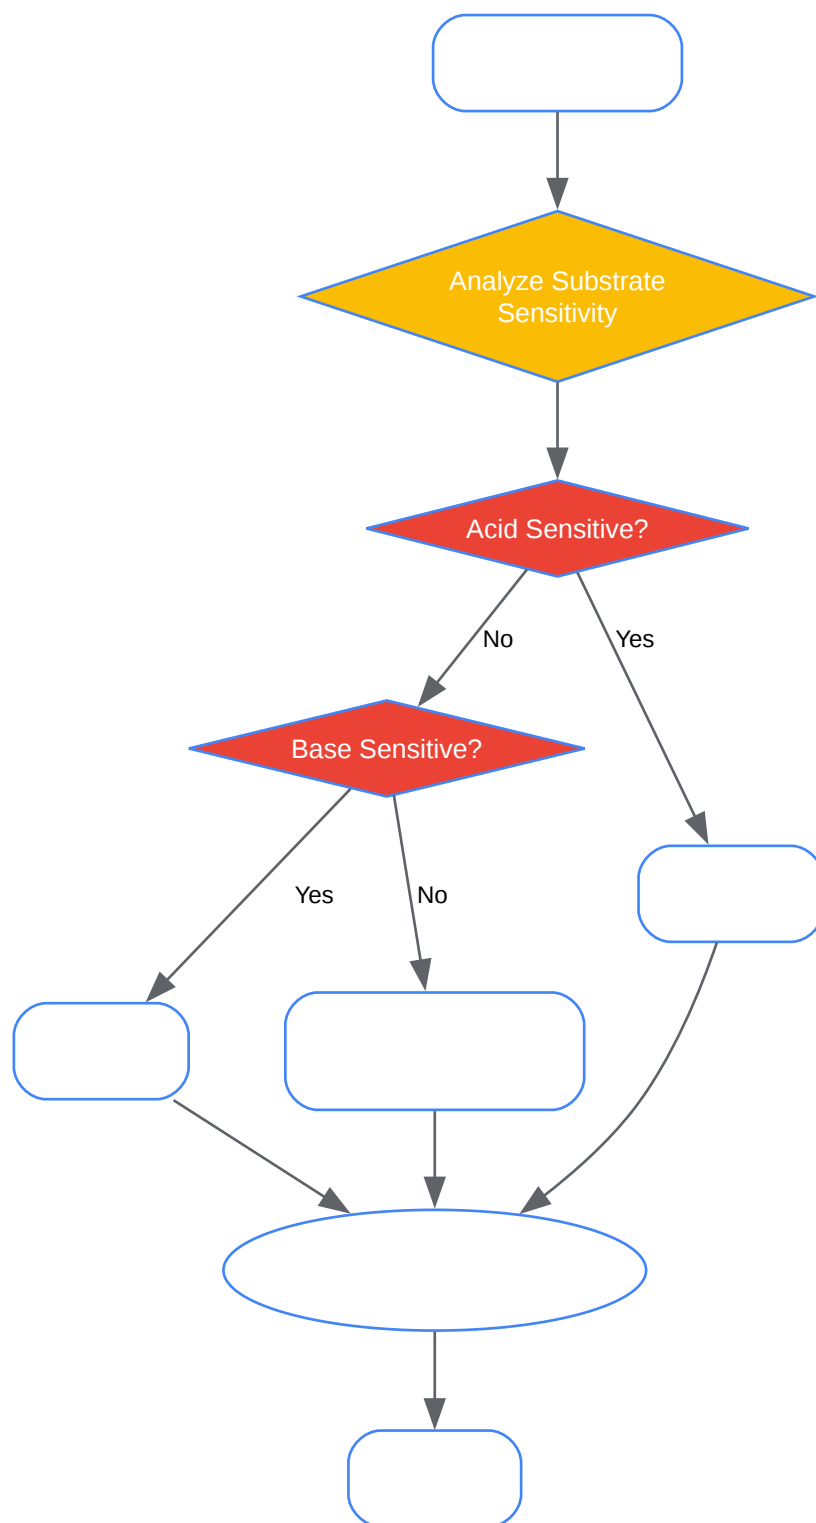 Analyze Substrate
Sensitivity
Acid Sensitive?
No
Yes
Base Sensitive?
Yes
No